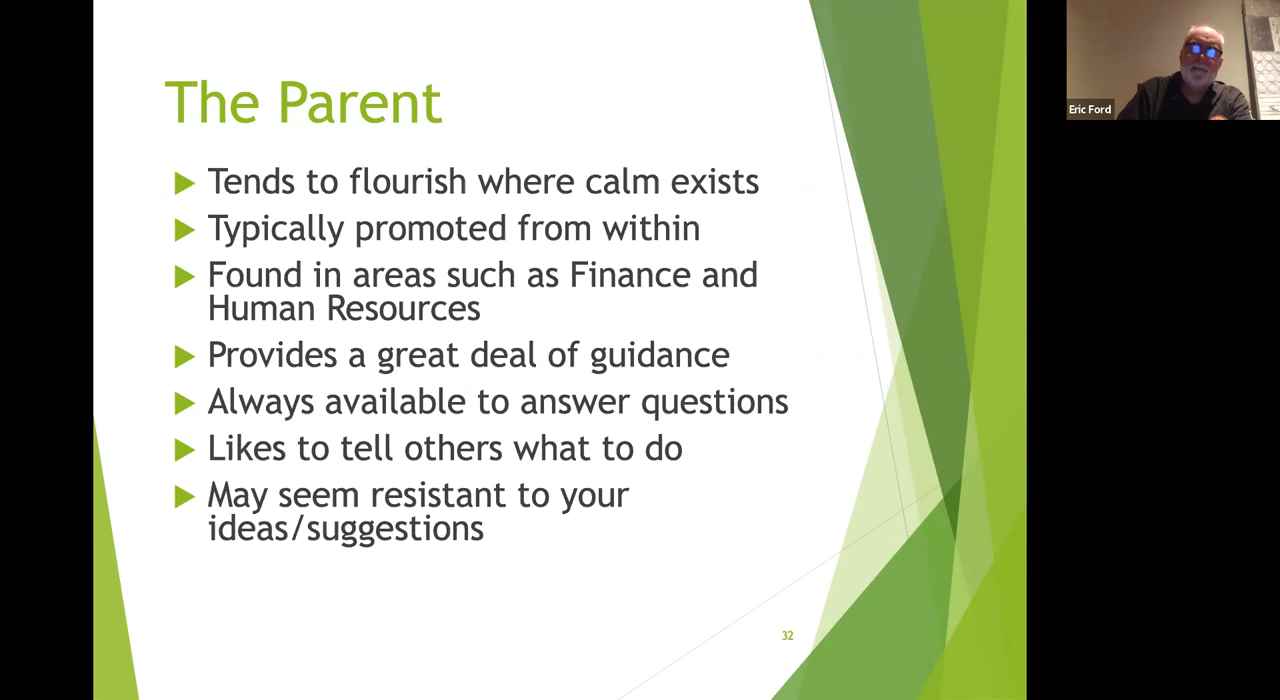 The Parent
Tends to flourish where calm exists
Typically promoted from within
Found in areas such as Finance and
Human Resources
Provides a great deal of guidance
Always available to answer questions
Likes to tell others what to do
May seem resistant to your
ideas/suggestions
32
Eric Ford